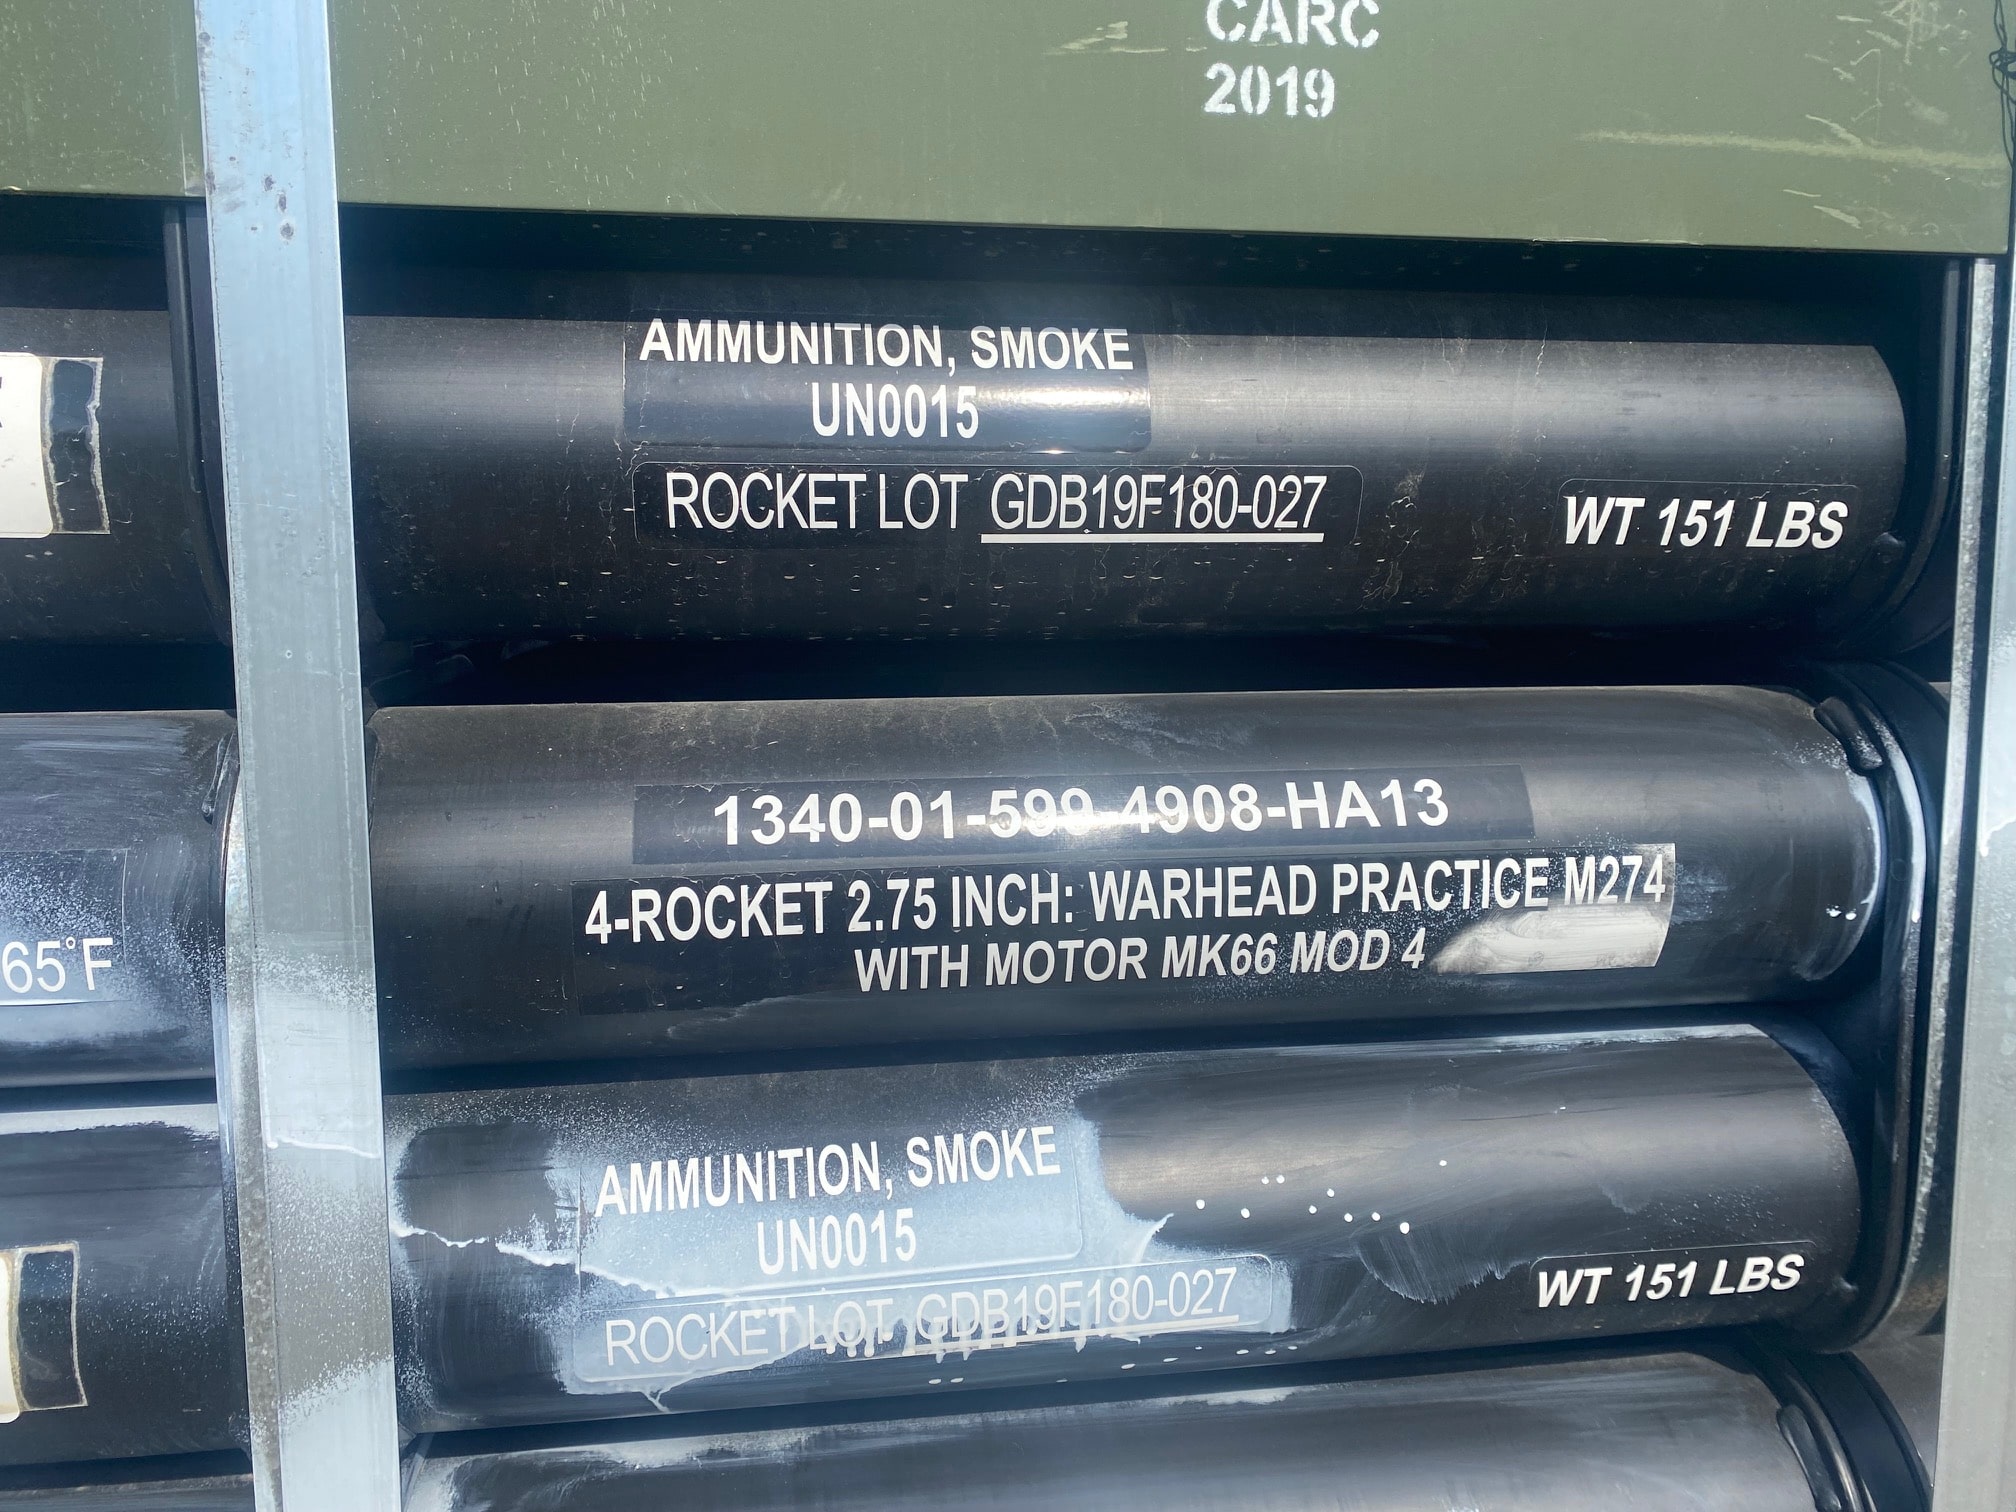 CARC
2019
AMMUNITION, SMOKE
UN0015
ROCKET LOT GDB19F180-027
WT 151 LBS
1340-01-599-4908-HA13
4-ROCKET 2.75 INCH: WARHEAD PRACTICE M274
WITH MOTOR MK66 MOD 4
65°F
AMMUNITION, SMOKE
UN0015
ROCKET LOT GDB19F180-027
WT 151 LBS